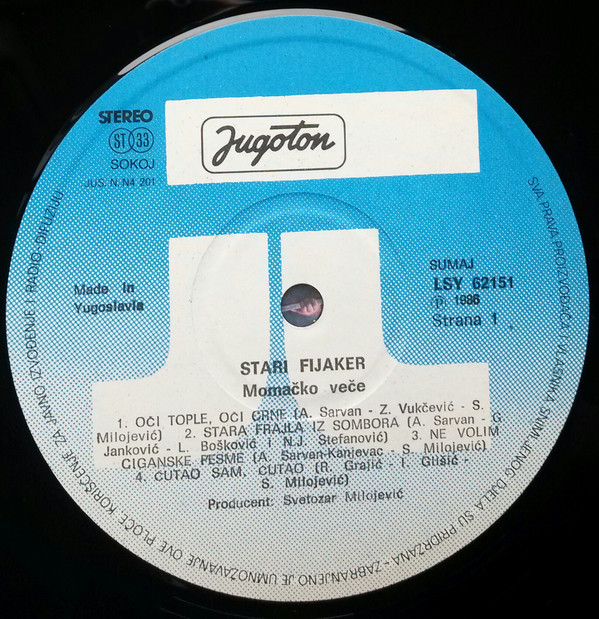 STEREO
ST 33
SOKOJ
JUS. N. N4 201
Jugoton
Made in
Yugoslavia
SUMAJ
LSY 62151
℗ 1986
Strana 1
STARI FIJAKER
Momačko veče
1. OČI TOPLE, OČI CRNE (A. Sarvan - Z. Vukčević - S.
Milojević) 2. STARA FRAJLA IZ SOMBORA (A. Sarvan - G
Janković - L. Bošković i N.J. Stefanović) 3. NE VOLIM
CIGANSKE PESME (A. Sarvan-Kanjevac - S. Milojević)
4. ĆUTAO SAM, ĆUTAO (R. Grajić - I. Glišić -
S. Milojević)
Producent: Svetozar Milojević
SVA PRAVA PROIZVOĐAČA I VLASNIKA SNIMLJENOG DJELA SU PRIDRŽANA - ZABRANJENO JE UMNOŽAVANJE OVE PLOČE, KORIŠĆENJE ZA JAVNO IZVOĐENJE I RADIO-DIFUZIJU